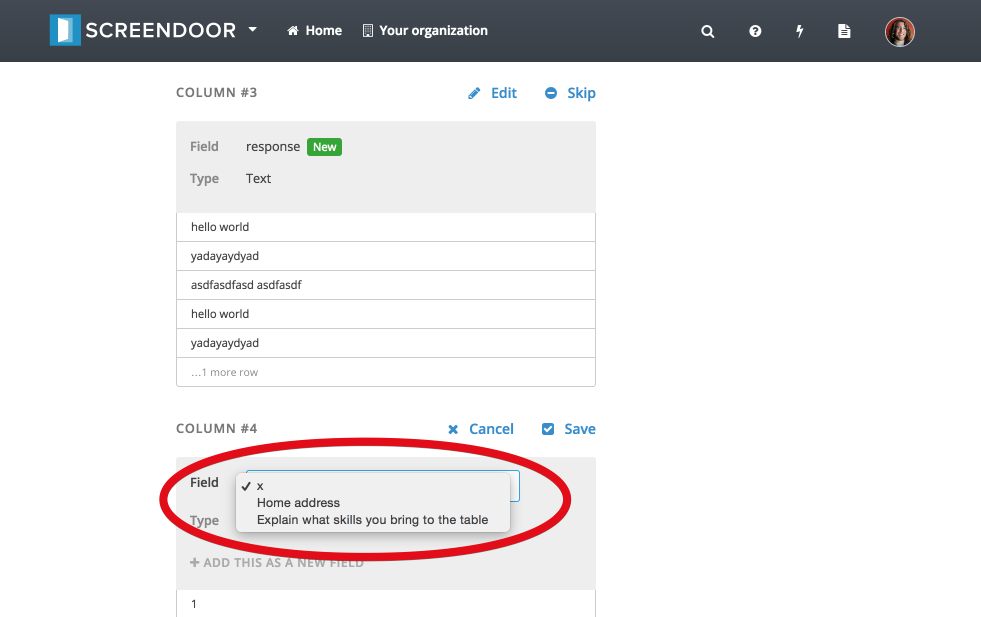 SCREENDOOR Home Your organization
COLUMN #3 Edit Skip
Field response New
Type Text
hello world
yadayaydyad
asdfasdfasd asdfasdf
hello world
yadayaydyad
...1 more row
COLUMN #4 Cancel Save
Field x
Home address
Type Explain what skills you bring to the table
+ ADD THIS AS A NEW FIELD
1